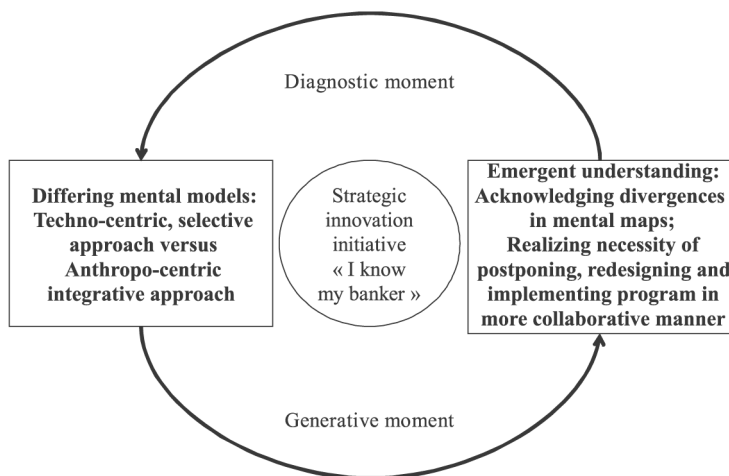 Diagnostic moment
Differing mental models:
Techno-centric, selective
approach versus
Anthropo-centric
integrative approach
Strategic
innovation
initiative
« I know
my banker »
Emergent understanding:
Acknowledging divergences
in mental maps;
Realizing necessity of
postponing, redesigning and
implementing program in
more collaborative manner
Generative moment